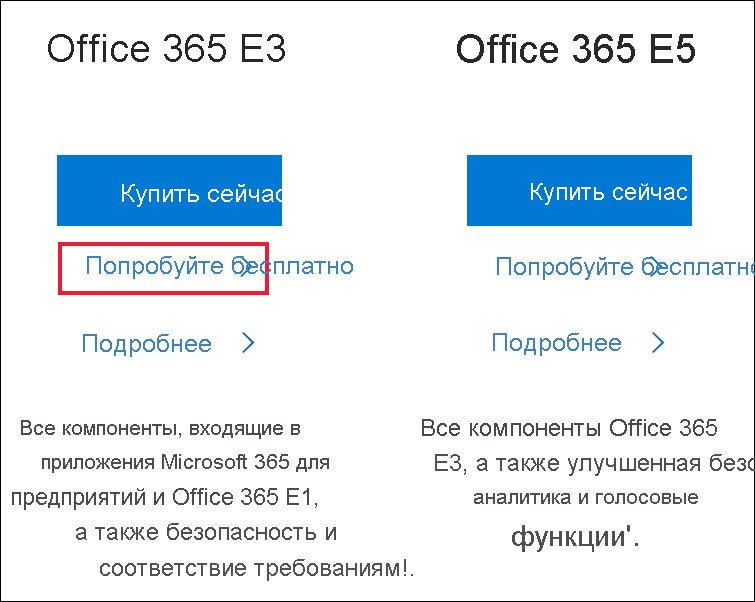 Office 365 E3
Купить сейчас
Попробуйте бесплатно
Подробнее
Все компоненты, входящие в
приложения Microsoft 365 для
предприятий и Office 365 E1,
а также безопасность и
соответствие требованиям!.
Office 365 E5
Купить сейчас
Попробуйте бесплатн
Подробнее
Все компоненты Office 365
E3, а также улучшенная безо
аналитика и голосовые
функции'.